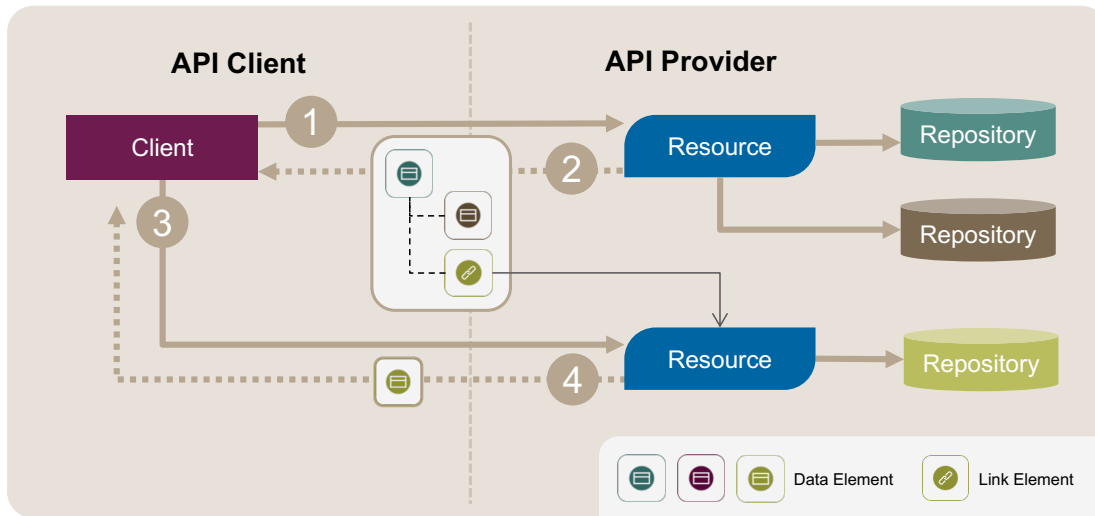 API Client
API Provider
1
Client
Resource
Repository
2
3
Repository
Resource
Repository
4
Data Element
Link Element